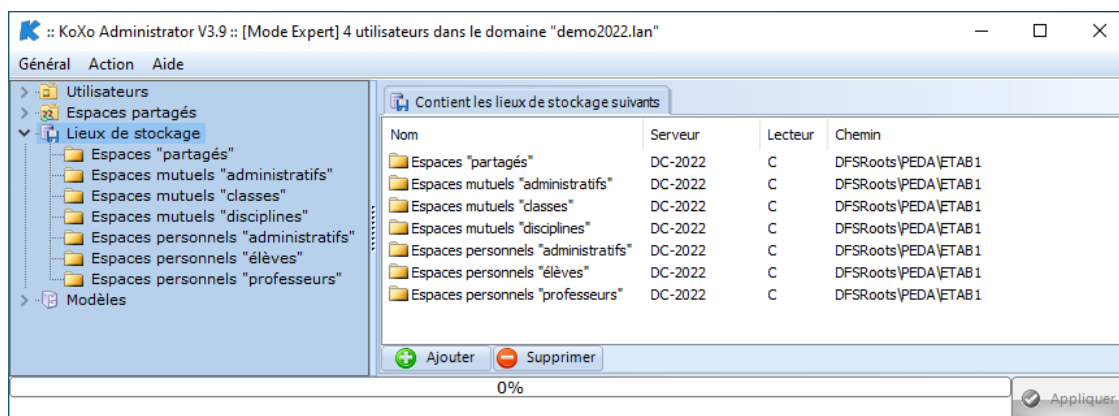 :: KoXo Administrator V3.9 :: [Mode Expert] 4 utilisateurs dans le domaine "demo2022.lan"
Général Action Aide
Utilisateurs
Espaces partagés
Lieux de stockage
Espaces "partagés"
Espaces mutuels "administratifs"
Espaces mutuels "classes"
Espaces mutuels "disciplines"
Espaces personnels "administratifs"
Espaces personnels "élèves"
Espaces personnels "professeurs"
Modèles
Contient les lieux de stockage suivants
Nom Serveur Lecteur Chemin
Espaces "partagés" DC-2022 C DFSRoots\PEDA\ETAB1
Espaces mutuels "administratifs" DC-2022 C DFSRoots\PEDA\ETAB1
Espaces mutuels "classes" DC-2022 C DFSRoots\PEDA\ETAB1
Espaces mutuels "disciplines" DC-2022 C DFSRoots\PEDA\ETAB1
Espaces personnels "administratifs" DC-2022 C DFSRoots\PEDA\ETAB1
Espaces personnels "élèves" DC-2022 C DFSRoots\PEDA\ETAB1
Espaces personnels "professeurs" DC-2022 C DFSRoots\PEDA\ETAB1
Ajouter Supprimer
0%
Appliquer